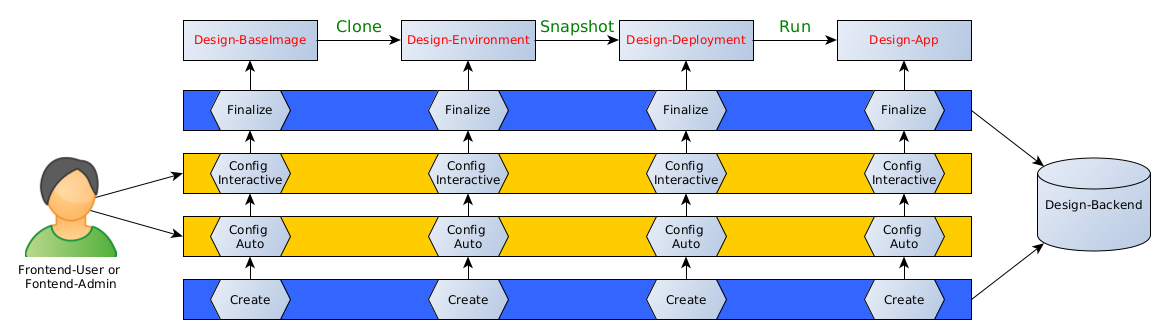 Clone
Snapshot
Run
Design-BaseImage
Design-Environment
Design-Deployment
Design-App
Finalize
Finalize
Finalize
Finalize
Config
Interactive
Config
Interactive
Config
Interactive
Config
Interactive
Config
Auto
Config
Auto
Config
Auto
Config
Auto
Create
Create
Create
Create
Frontend-User or
Fontend-Admin
Design-Backend